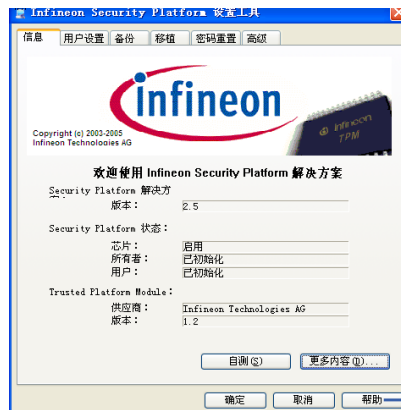 Infineon Security Platform 设置工具
信息 用户设置 备份 移植 密码重置 高级
infineon
Copyright (c) 2003-2005
Infineon Technologies AG
infineon
TPM
欢迎使用 Infineon Security Platform 解决方案
Security Platform 解决方
版本： 2.5
Security Platform 状态：
芯片： 启用
所有者： 已初始化
用户： 已初始化
Trusted Platform Module：
供应商： Infineon Technologies AG
版本： 1.2
自测(S) 更多内容(D)...
确定 取消 帮助